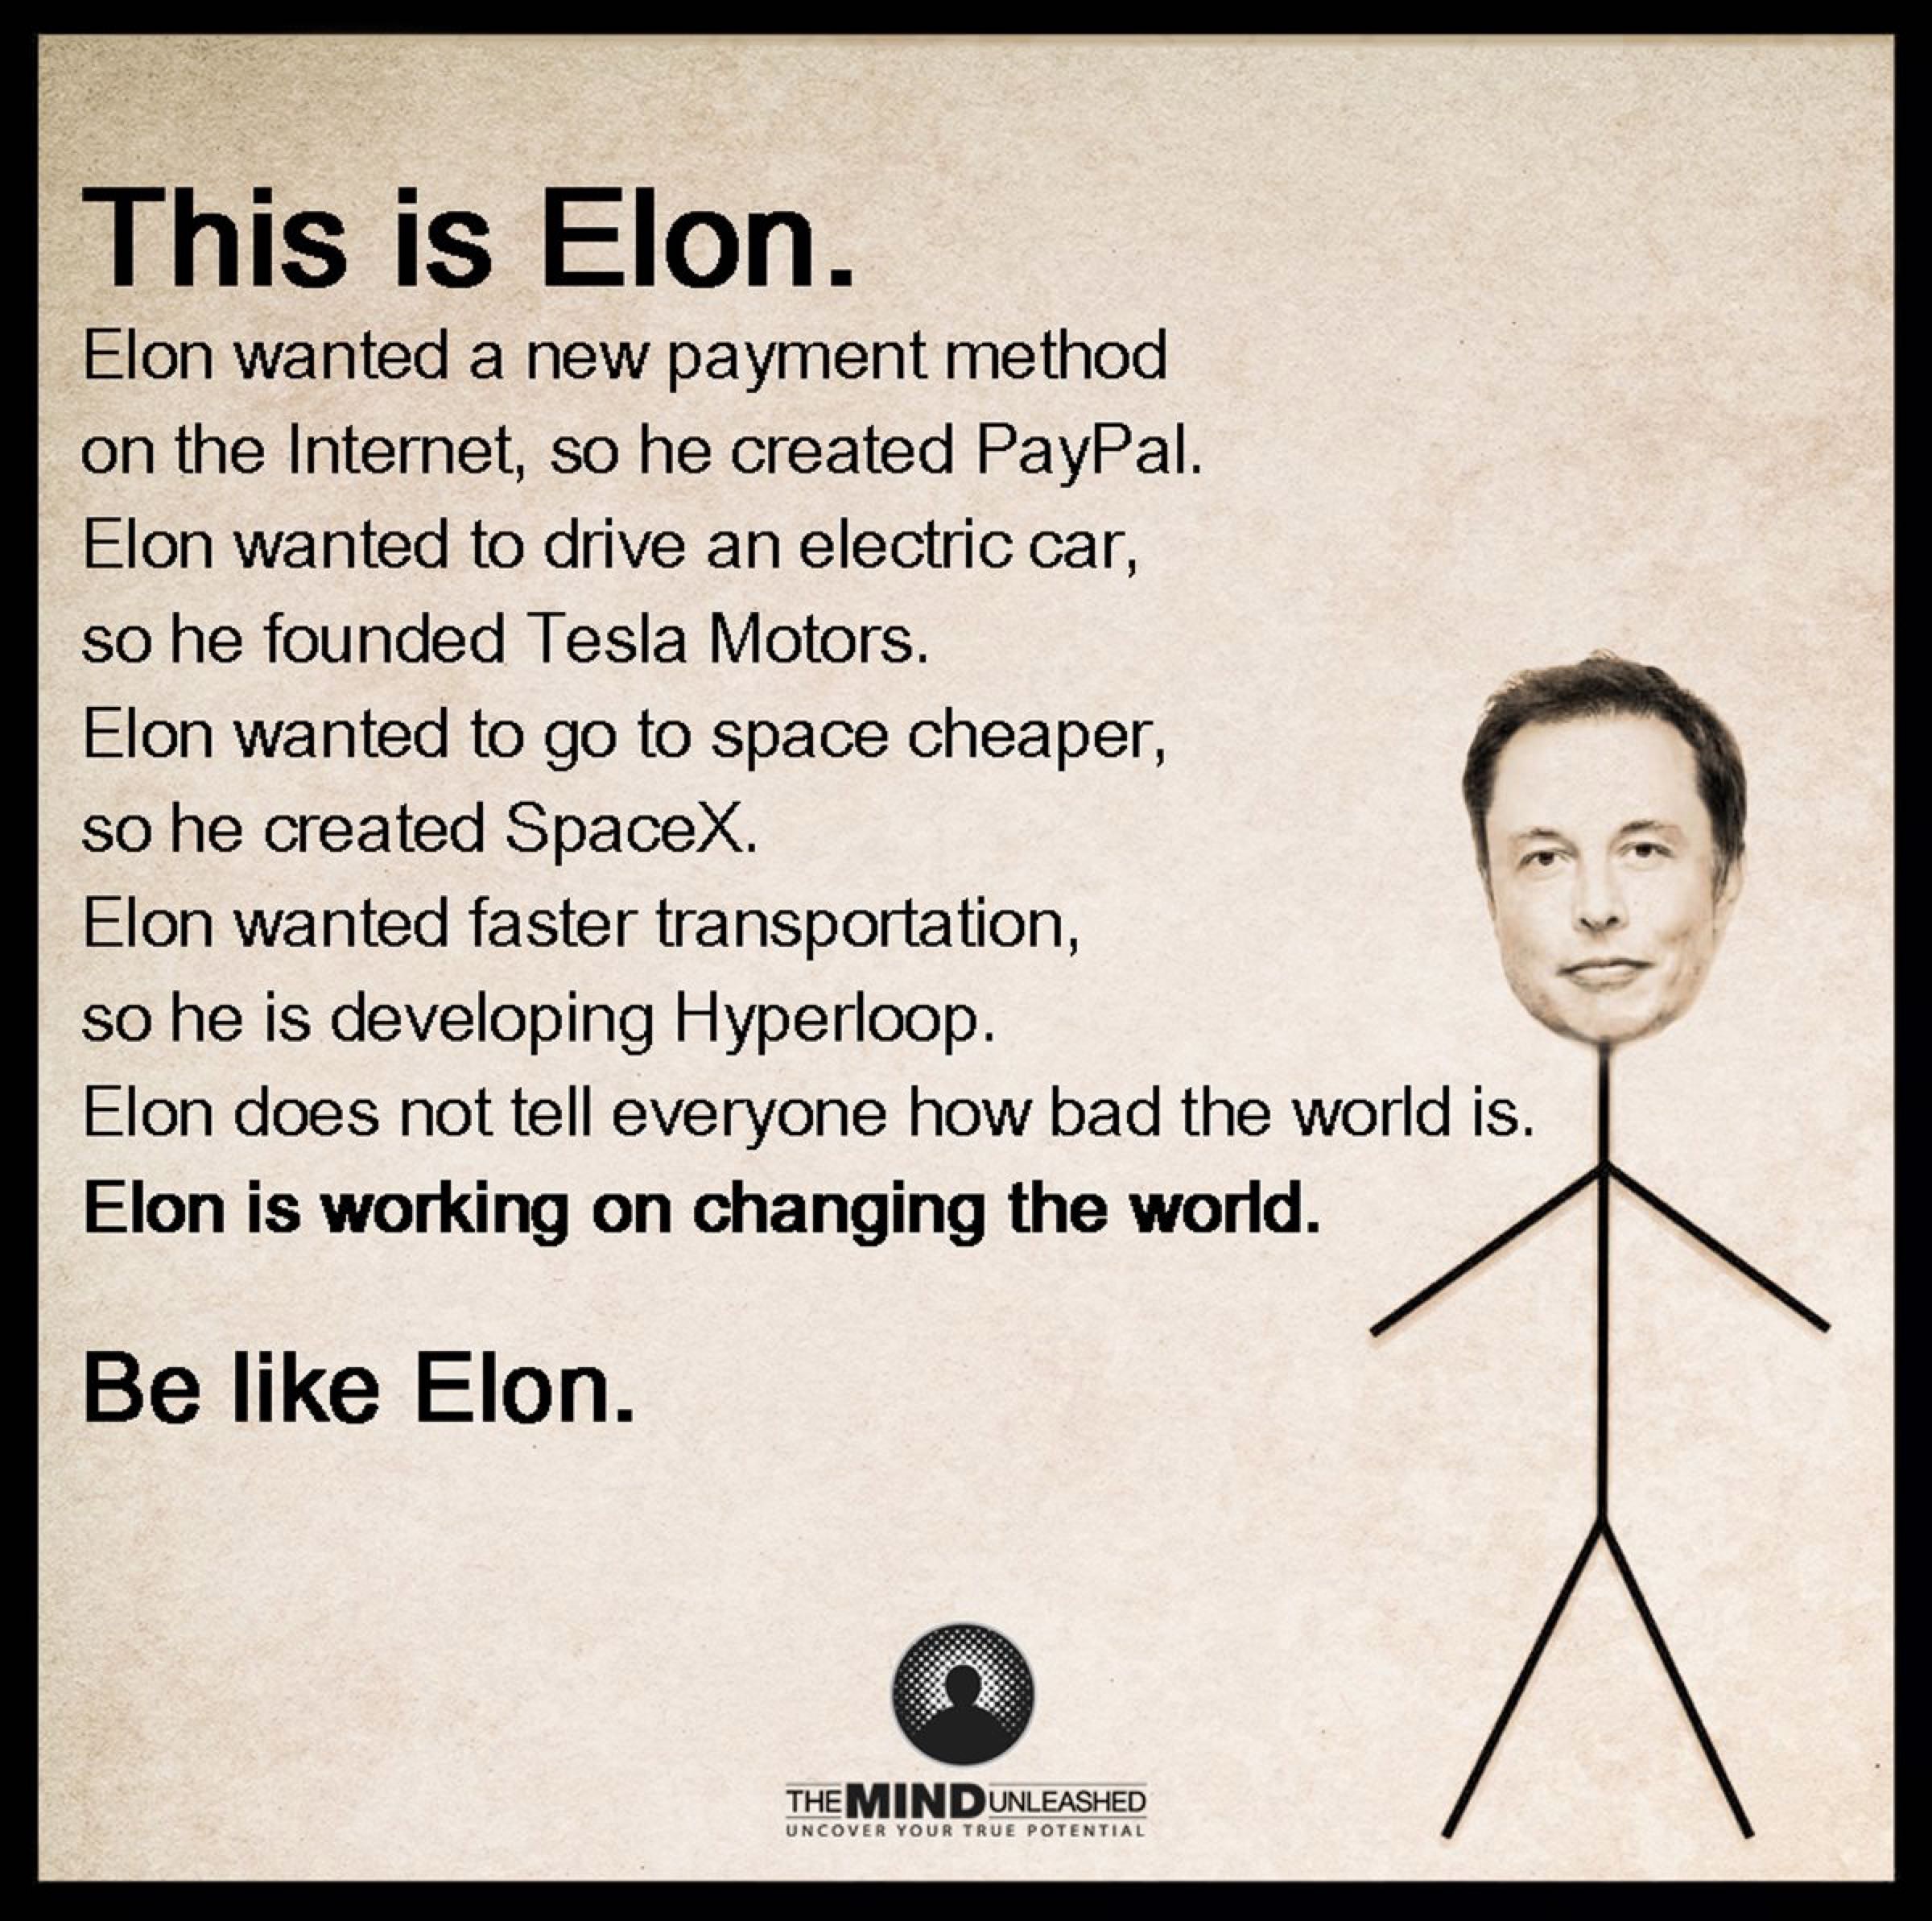 This is Elon.
Elon wanted a new payment method
on the Internet, so he created PayPal.
Elon wanted to drive an electric car,
so he founded Tesla Motors.
Elon wanted to go to space cheaper,
so he created SpaceX.
Elon wanted faster transportation,
so he is developing Hyperloop.
Elon does not tell everyone how bad the world is.
Elon is working on changing the world.
Be like Elon.
THE MIND UNLEASHED
UNCOVER YOUR TRUE POTENTIAL